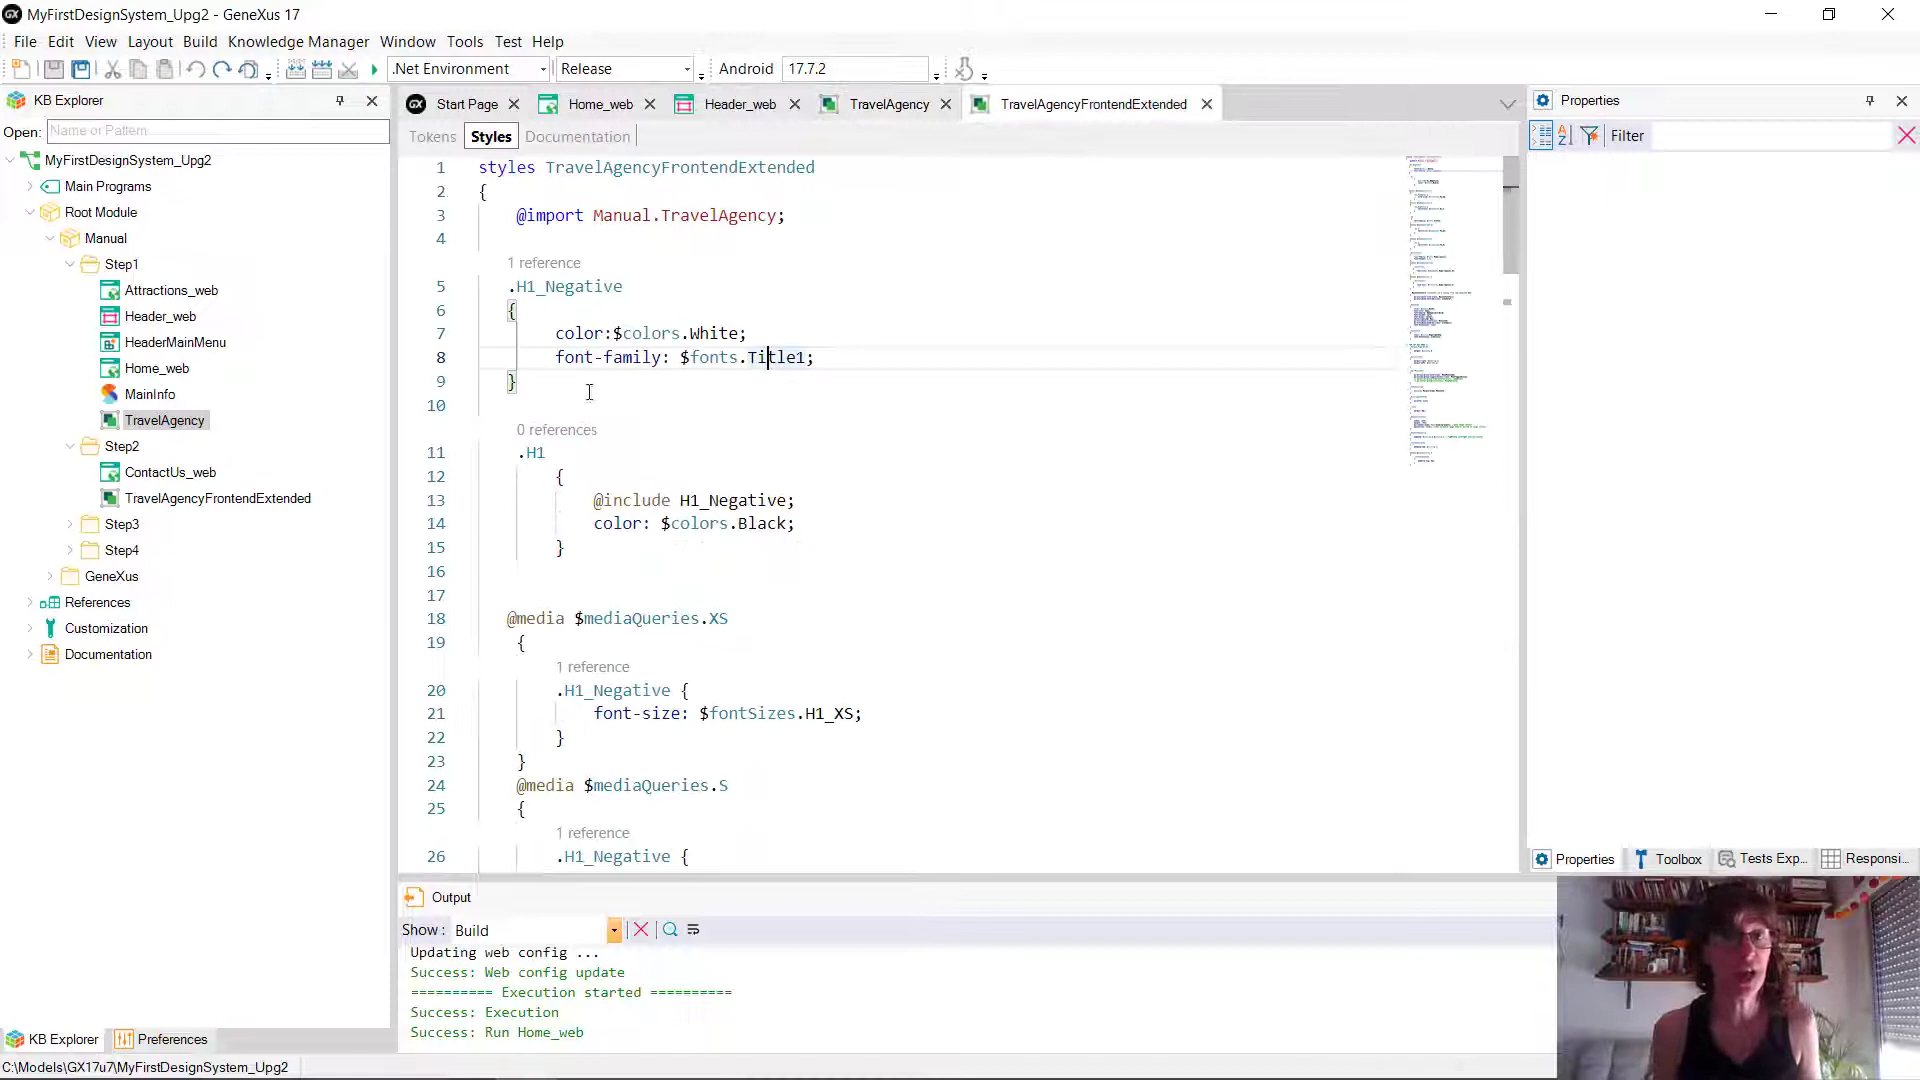 MyFirstDesignSystem_Upg2 - GeneXus 17
File Edit View Layout Build Knowledge Manager Window Tools Test Help
.Net Environment Release Android 17.7.2
KB Explorer
Open: Name or Pattern
MyFirstDesignSystem_Upg2
Main Programs
Root Module
Manual
Step1
Attractions_web
Header_web
HeaderMainMenu
Home_web
MainInfo
TravelAgency
Step2
ContactUs_web
TravelAgencyFrontendExtended
Step3
Step4
GeneXus
References
Customization
Documentation
KB Explorer Preferences
C:\Models\GX17u7\MyFirstDesignSystem_Upg2
Start Page Home_web Header_web TravelAgency TravelAgencyFrontendExtended
Tokens Styles Documentation
1 styles TravelAgencyFrontendExtended
2 {
3 @import Manual.TravelAgency;
4
1 reference
5 .H1_Negative
6 {
7 color:$colors.White;
8 font-family: $fonts.Title1;
9 }
10
0 references
11 .H1
12 {
13 @include H1_Negative;
14 color: $colors.Black;
15 }
16
17
18 @media $mediaQueries.XS
19 {
1 reference
20 .H1_Negative {
21 font-size: $fontSizes.H1_XS;
22 }
23 }
24 @media $mediaQueries.S
25 {
1 reference
26 .H1_Negative {
Output
Show: Build
Updating web config ...
Success: Web config update
========== Execution started ==========
Success: Execution
Success: Run Home_web
Properties
Filter
Properties Toolbox Tests Exp... Responsi...